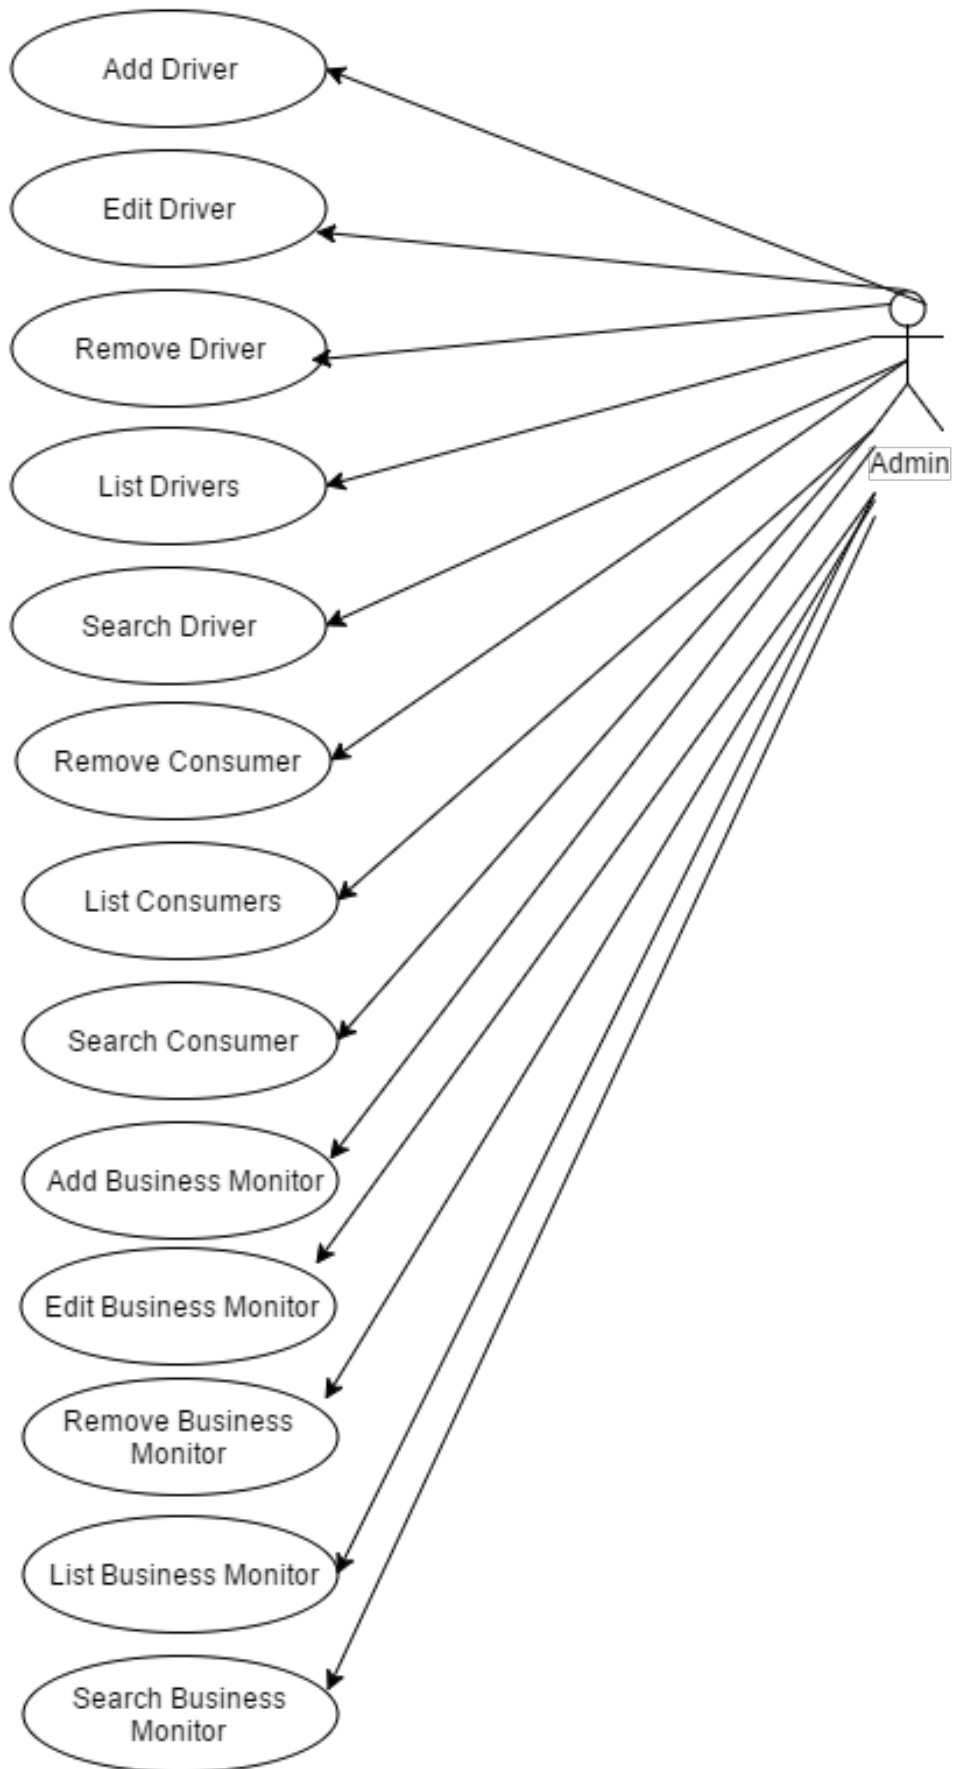 Add Driver
Edit Driver
Remove Driver
List Drivers
Admin
Search Driver
Remove Consumer
List Consumers
Search Consumer
Add Business Monitor
Edit Business Monitor
Remove Business
Monitor
List Business Monitor
Search Business
Monitor